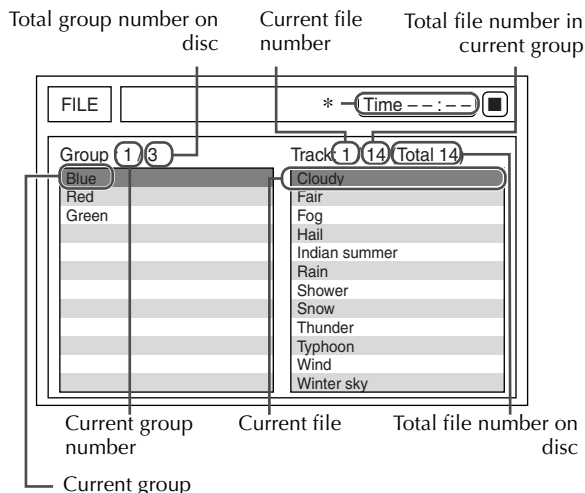 Total group number on disc
Current file number
Total file number in current group
FILE
* Time – – : – –
Group : 1 / 3
Track: 1 / 14 (Total 14)
Blue
Red
Green
Cloudy
Fair
Fog
Hail
Indian summer
Rain
Shower
Snow
Thunder
Typhoon
Wind
Winter sky
Current group number
Current file
Total file number on disc
Current group